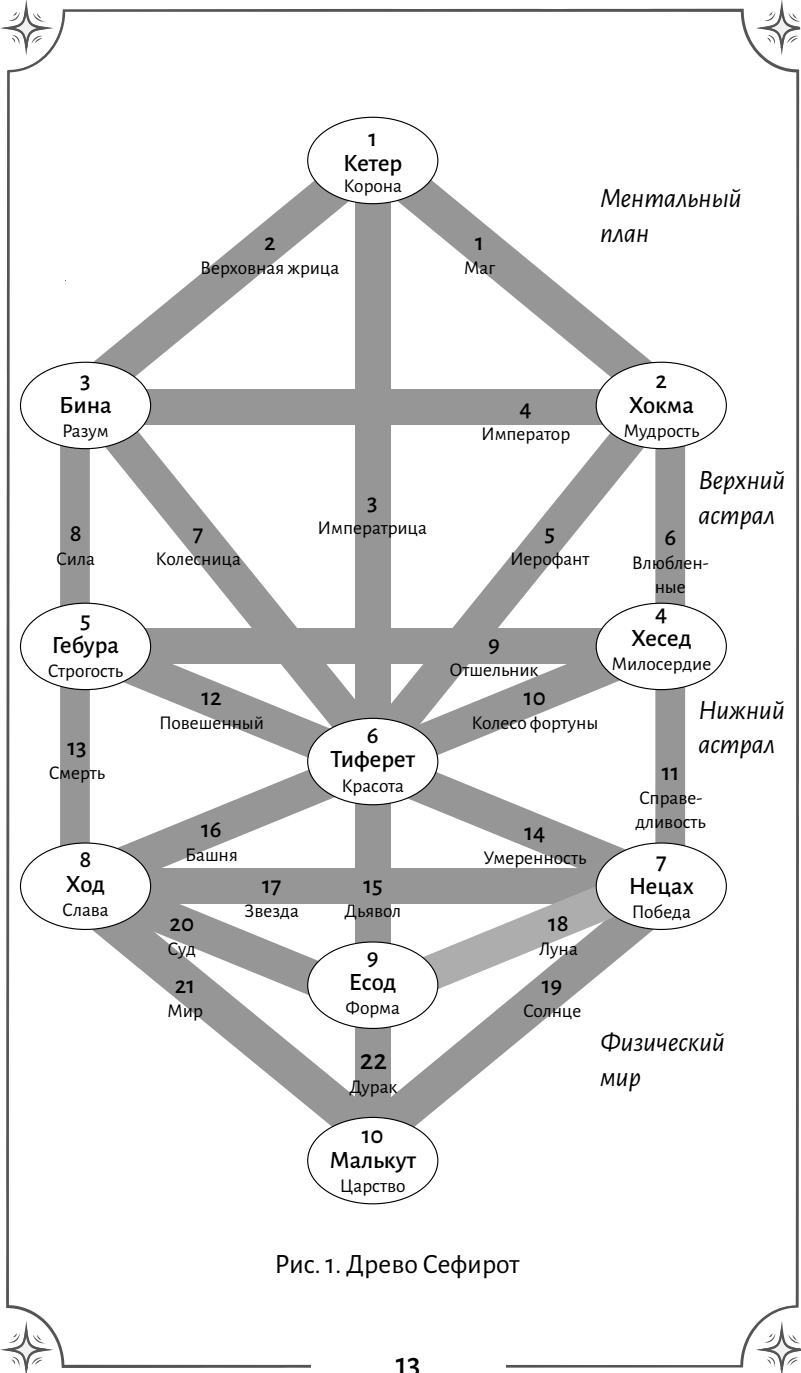 1
Кетер
Корона
Ментальный
план
2
Верховная жрица
1
Маг
3
Бина
Разум
2
Хокма
Мудрость
4
Император
Верхний
астрал
3
Императрица
8
Сила
7
Колесница
5
Иерофант
6
Влюблен-
ные
5
Гебура
Строгость
4
Хесед
Милосердие
9
Отшельник
12
Повешенный
10
Колесо фортуны
Нижний
астрал
6
Тиферет
Красота
13
Смерть
11
Справе-
дливость
16
Башня
14
Умеренность
8
Ход
Слава
7
Нецах
Победа
17
Звезда
15
Дьявол
20
Суд
18
Луна
9
Есод
Форма
21
Мир
19
Солнце
Физический
мир
22
Дурак
10
Малькут
Царство
Рис. 1. Древо Сефирот
13